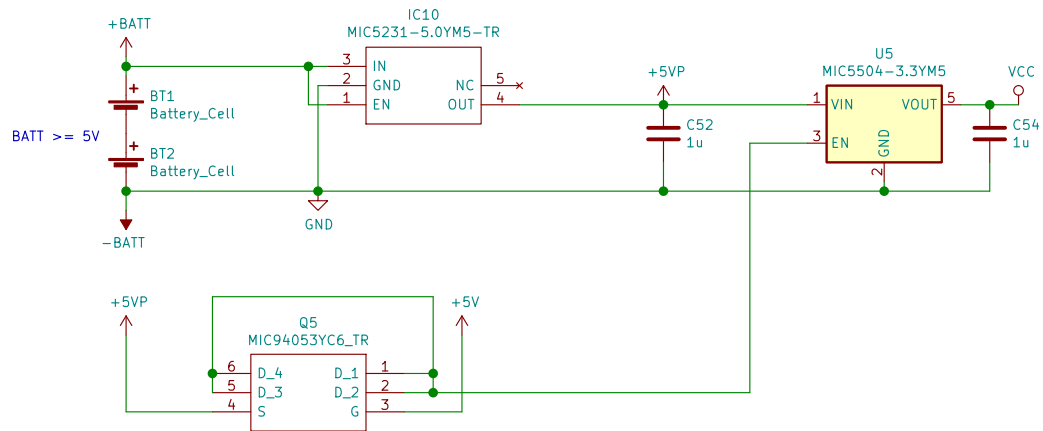 +BATT
BT1
Battery_Cell
BATT >= 5V
BT2
Battery_Cell
-BATT
IC10
MIC5231-5.0YM5-TR
3 IN
2 GND
1 EN
NC 5
OUT 4
GND
+5VP
C52
1u
U5
MIC5504-3.3YM5
1 VIN
3 EN
VOUT 5
GND 2
VCC
C54
1u
+5VP
+5V
Q5
MIC94053YC6_TR
6 D_4
5 D_3
4 S
D_1 1
D_2 2
G 3